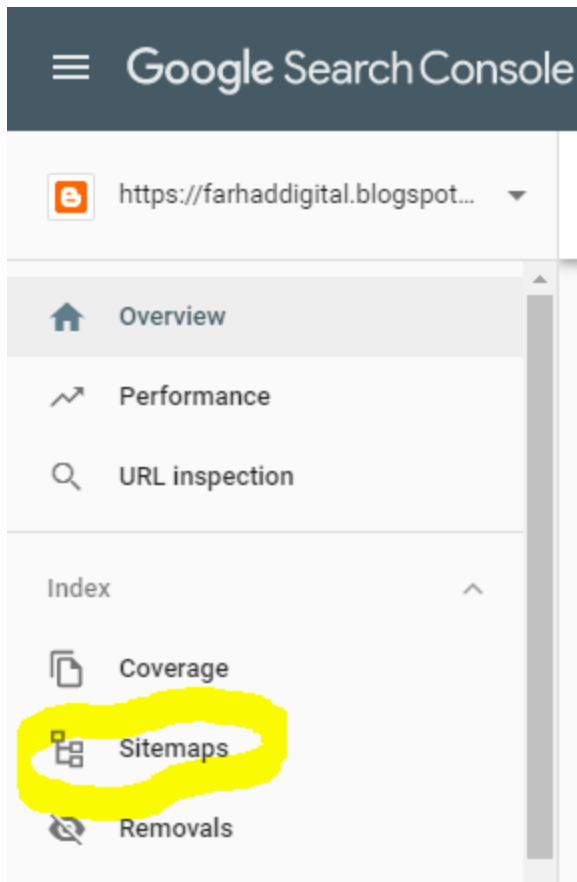 Google Search Console
https://farhaddigital.blogspot...
Overview
Performance
URL inspection
Index
Coverage
Sitemaps
Removals